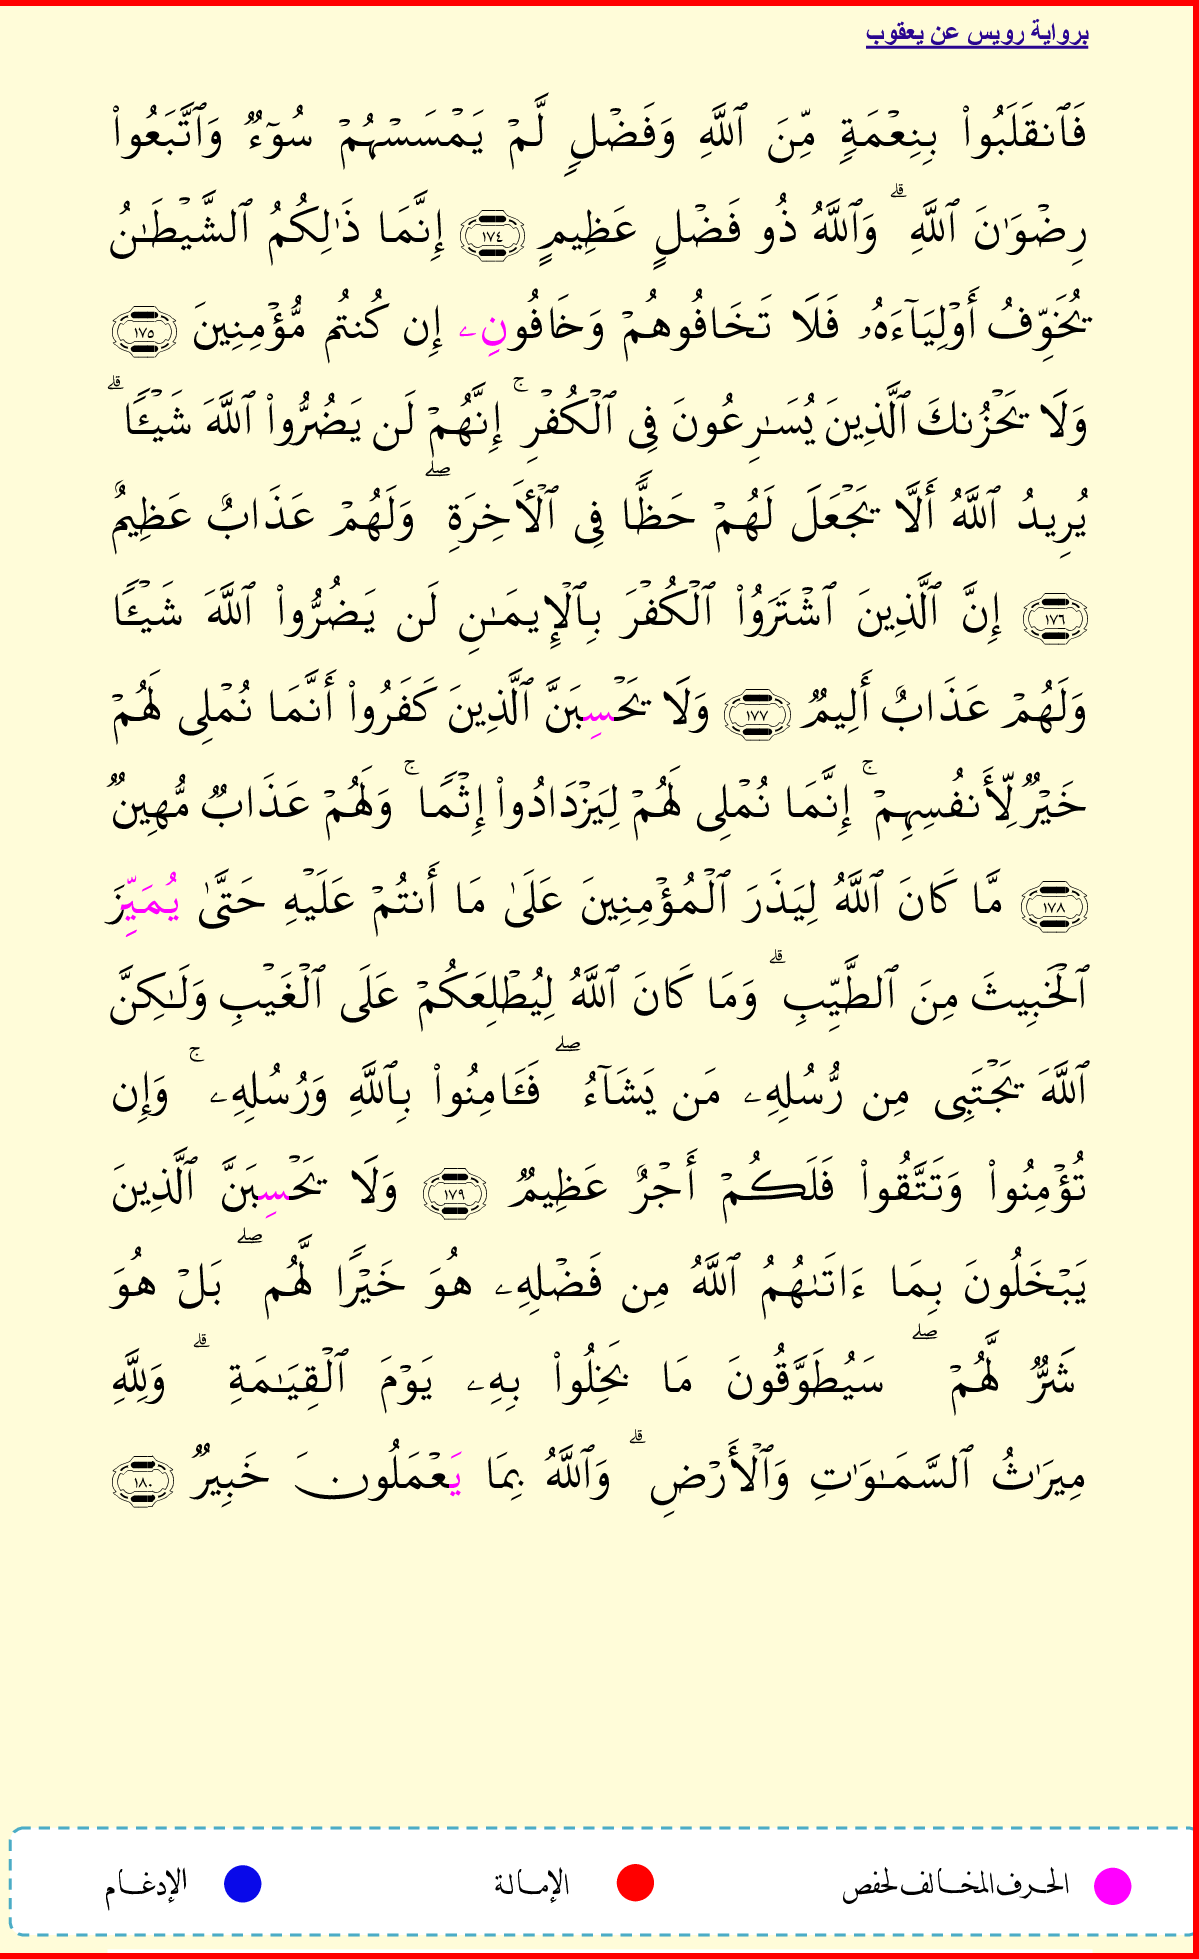 برواية رويس عن يعقوب
فَٱنقَلَبُوا۟ بِنِعْمَةٍ مِّنَ ٱللَّهِ وَفَضْلٍ لَّمْ يَمْسَسْهُمْ سُوٓءٌ وَٱتَّبَعُوا۟
رِضْوَٰنَ ٱللَّهِ ۗ وَٱللَّهُ ذُو فَضْلٍ عَظِيمٍ ١٧٤ إِنَّمَا ذَٰلِكُمُ ٱلشَّيْطَـٰنُ
يُخَوِّفُ أَوْلِيَآءَهُۥ فَلَا تَخَافُوهُمْ وَخَافُونِۦ إِن كُنتُم مُّؤْمِنِينَ ١٧٥
وَلَا يَحْزُنكَ ٱلَّذِينَ يُسَـٰرِعُونَ فِى ٱلْكُفْرِ ۚ إِنَّهُمْ لَن يَضُرُّوا۟ ٱللَّهَ شَيْـًٔا ۗ
يُرِيدُ ٱللَّهُ أَلَّا يَجْعَلَ لَهُمْ حَظًّا فِى ٱلْـَٔاخِرَةِ ۖ وَلَهُمْ عَذَابٌ عَظِيمٌ
١٧٦ إِنَّ ٱلَّذِينَ ٱشْتَرَوُا۟ ٱلْكُفْرَ بِٱلْإِيمَـٰنِ لَن يَضُرُّوا۟ ٱللَّهَ شَيْـًٔا
وَلَهُمْ عَذَابٌ أَلِيمٌ ١٧٧ وَلَا يَحْسِبَنَّ ٱلَّذِينَ كَفَرُوا۟ أَنَّمَا نُمْلِى لَهُمْ
خَيْرٌ لِّأَنفُسِهِمْ ۚ إِنَّمَا نُمْلِى لَهُمْ لِيَزْدَادُوا۟ إِثْمًا ۚ وَلَهُمْ عَذَابٌ مُّهِينٌ
١٧٨ مَّا كَانَ ٱللَّهُ لِيَذَرَ ٱلْمُؤْمِنِينَ عَلَىٰ مَا أَنتُمْ عَلَيْهِ حَتَّىٰ يُمَيِّزَ
ٱلْخَبِيثَ مِنَ ٱلطَّيِّبِ ۗ وَمَا كَانَ ٱللَّهُ لِيُطْلِعَكُمْ عَلَى ٱلْغَيْبِ وَلَـٰكِنَّ
ٱللَّهَ يَجْتَبِى مِن رُّسُلِهِۦ مَن يَشَآءُ ۖ فَـَٔامِنُوا۟ بِٱللَّهِ وَرُسُلِهِۦ ۚ وَإِن
تُؤْمِنُوا۟ وَتَتَّقُوا۟ فَلَكُمْ أَجْرٌ عَظِيمٌ ١٧٩ وَلَا يَحْسِبَنَّ ٱلَّذِينَ
يَبْخَلُونَ بِمَا ءَاتَىٰهُمُ ٱللَّهُ مِن فَضْلِهِۦ هُوَ خَيْرًا لَّهُم ۖ بَلْ هُوَ
شَرٌّ لَّهُمْ ۖ سَيُطَوَّقُونَ مَا بَخِلُوا۟ بِهِۦ يَوْمَ ٱلْقِيَـٰمَةِ ۗ وَلِلَّهِ
مِيرَٰثُ ٱلسَّمَـٰوَٰتِ وَٱلْأَرْضِ ۗ وَٱللَّهُ بِمَا يَعْمَلُونَ خَبِيرٌ ١٨٠
الحرف المخالف لحفص الإمالة الإدغام